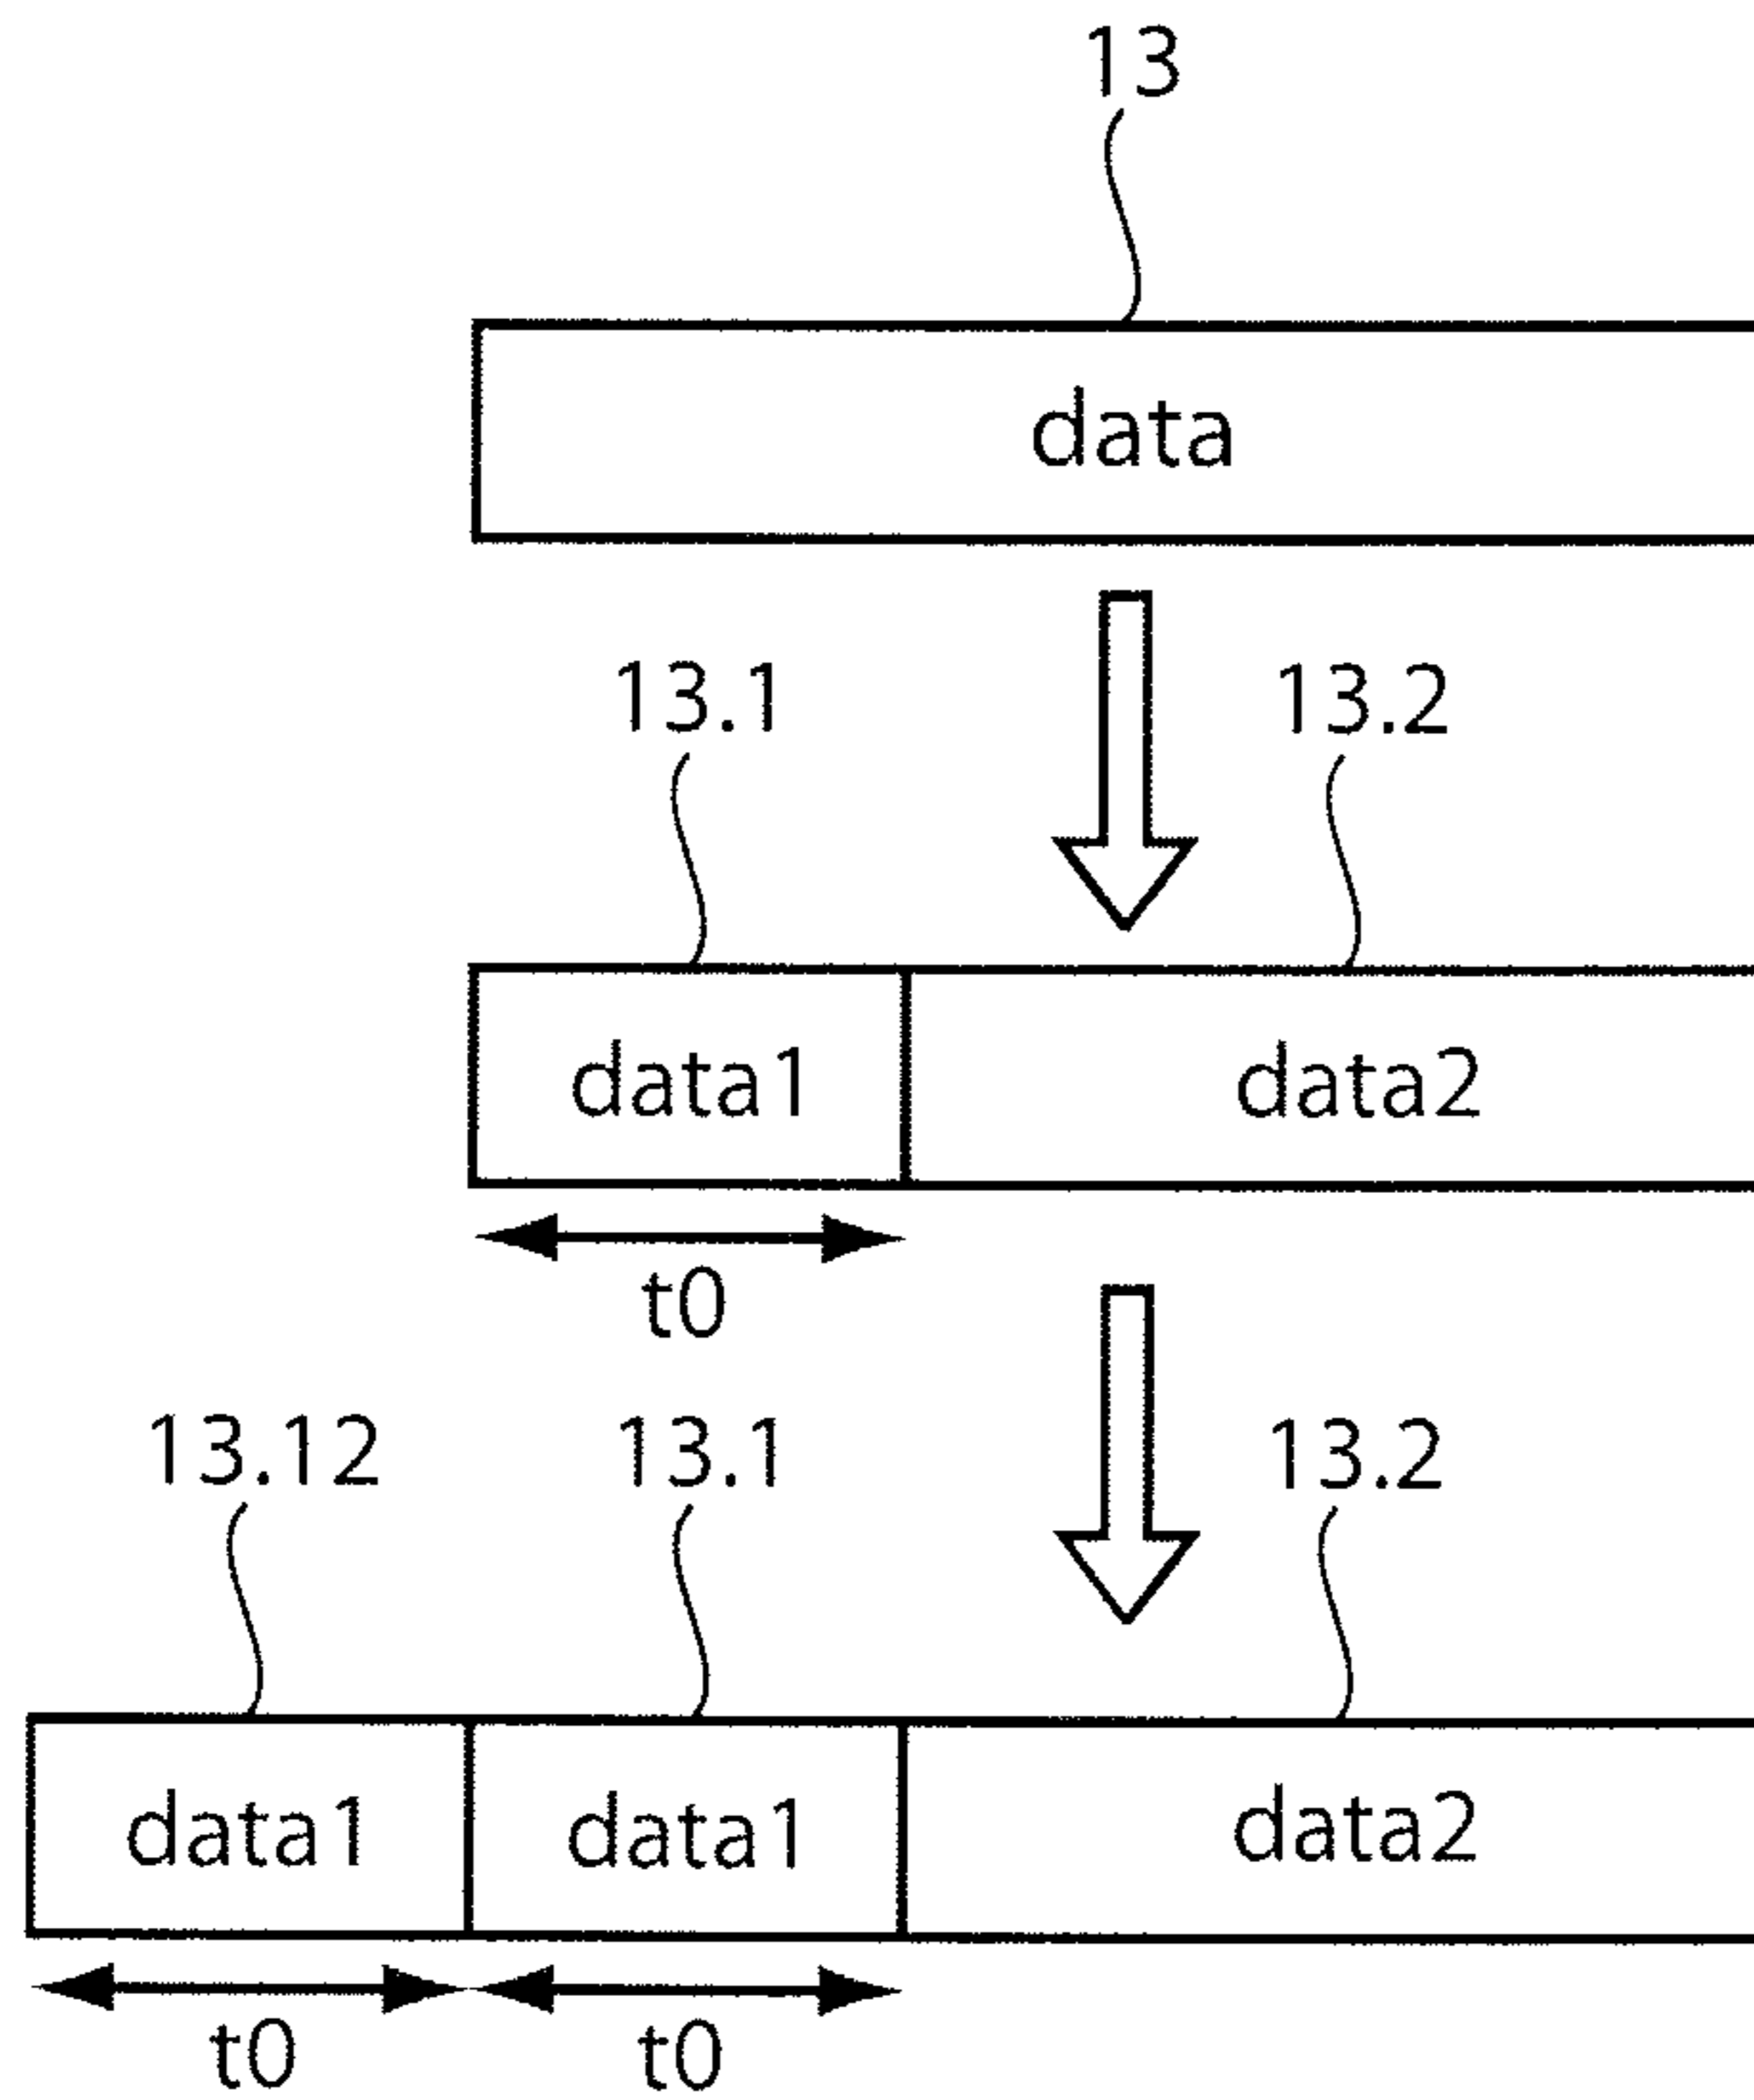 13
data
13.1 13.2
data1 data2
t0
13.12 13.1 13.2
data1 data1 data2
t0 t0